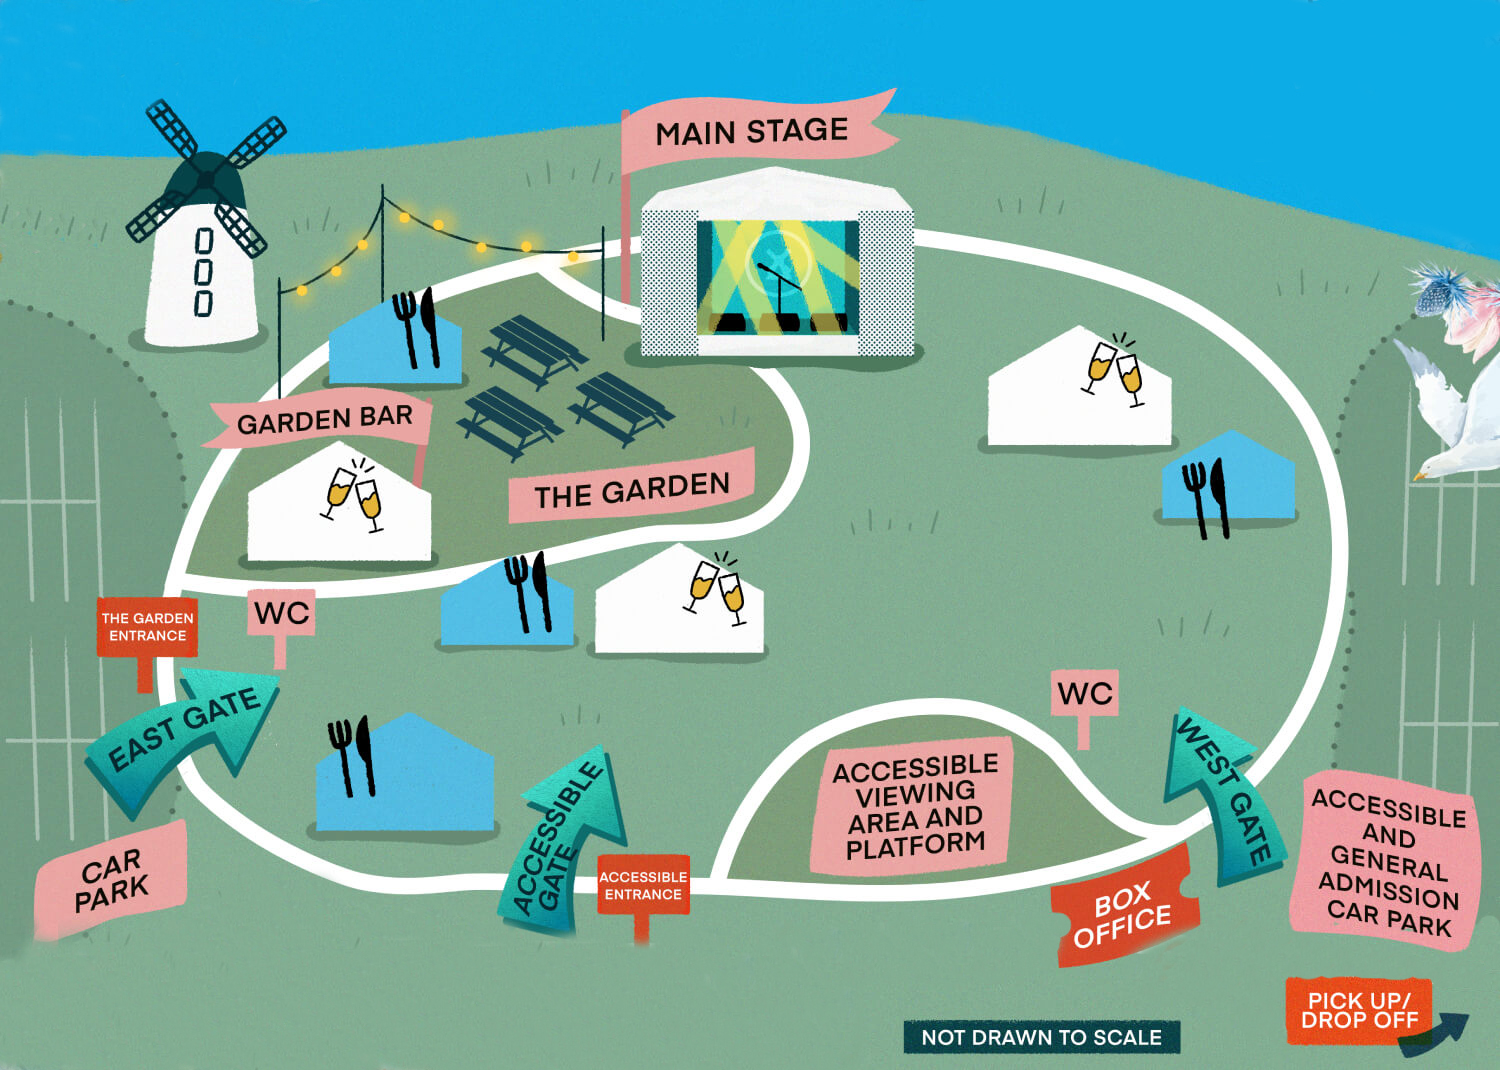 MAIN STAGE
GARDEN BAR
THE GARDEN
THE GARDEN
ENTRANCE
WC
EAST GATE
CAR
PARK
ACCESSIBLE
GATE
ACCESSIBLE
ENTRANCE
ACCESSIBLE
VIEWING
AREA AND
PLATFORM
WC
WEST GATE
BOX
OFFICE
ACCESSIBLE
AND
GENERAL
ADMISSION
CAR PARK
PICK UP/
DROP OFF
NOT DRAWN TO SCALE